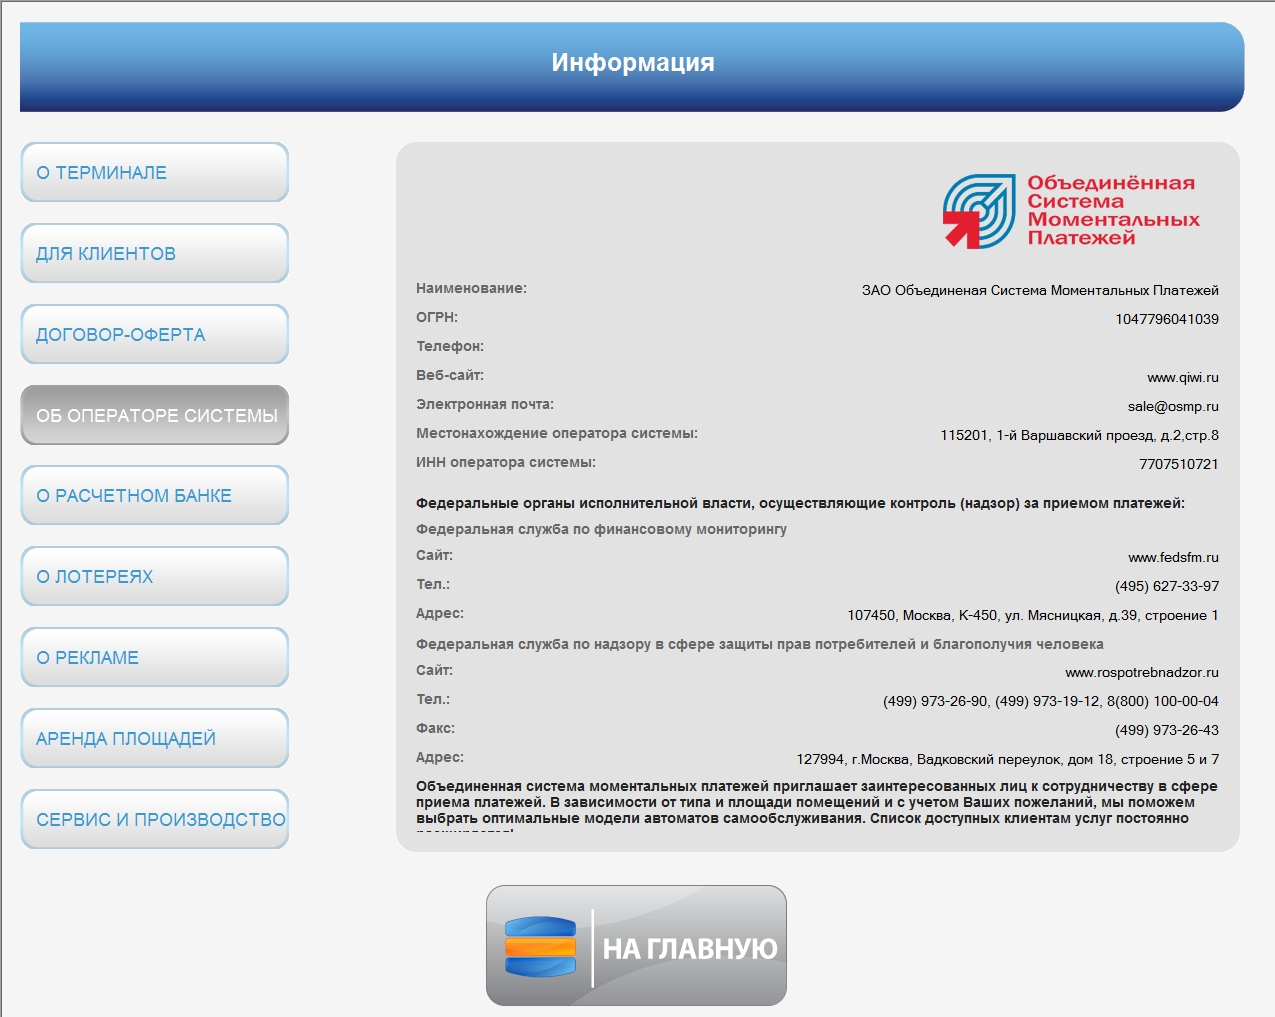 Информация
О ТЕРМИНАЛЕ
ДЛЯ КЛИЕНТОВ
ДОГОВОР-ОФЕРТА
ОБ ОПЕРАТОРЕ СИСТЕМЫ
О РАСЧЕТНОМ БАНКЕ
О ЛОТЕРЕЯХ
О РЕКЛАМЕ
АРЕНДА ПЛОЩАДЕЙ
СЕРВИС И ПРОИЗВОДСТВО
Объединённая
Система
Моментальных
Платежей
Наименование: ЗАО Объединеная Система Моментальных Платежей
ОГРН: 1047796041039
Телефон:
Веб-сайт: www.qiwi.ru
Электронная почта: sale@osmp.ru
Местонахождение оператора системы: 115201, 1-й Варшавский проезд, д.2,стр.8
ИНН оператора системы: 7707510721
Федеральные органы исполнительной власти, осуществляющие контроль (надзор) за приемом платежей:
Федеральная служба по финансовому мониторингу
Сайт: www.fedsfm.ru
Тел.: (495) 627-33-97
Адрес: 107450, Москва, К-450, ул. Мясницкая, д.39, строение 1
Федеральная служба по надзору в сфере защиты прав потребителей и благополучия человека
Сайт: www.rospotrebnadzor.ru
Тел.: (499) 973-26-90, (499) 973-19-12, 8(800) 100-00-04
Факс: (499) 973-26-43
Адрес: 127994, г.Москва, Вадковский переулок, дом 18, строение 5 и 7
Объединенная система моментальных платежей приглашает заинтересованных лиц к сотрудничеству в сфере
приема платежей. В зависимости от типа и площади помещений и с учетом Ваших пожеланий, мы поможем
выбрать оптимальные модели автоматов самообслуживания. Список доступных клиентам услуг постоянно
НА ГЛАВНУЮ